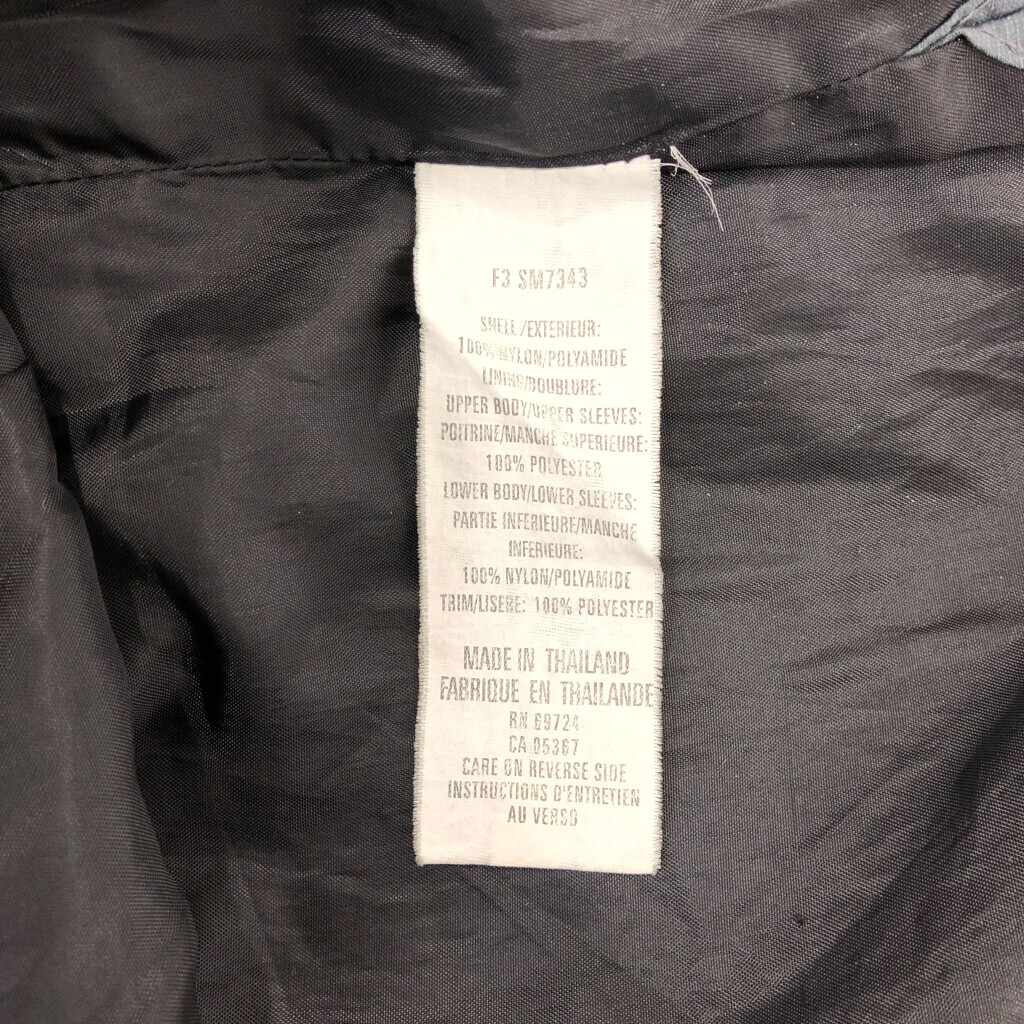 F3 SM7343
SHELL/EXTERIEUR:
100% NYLON/POLYAMIDE
LINING/DOUBLURE:
UPPER BODY/UPPER SLEEVES:
POITRINE/MANCHE SUPERIEURE:
100% POLYESTER
LOWER BODY/LOWER SLEEVES:
PARTIE INFERIEURE/MANCHE
INFERIEURE:
100% NYLON/POLYAMIDE
TRIM/LISERE: 100% POLYESTER
MADE IN THAILAND
FABRIQUE EN THAILANDE
RN 69724
CA 05367
CARE ON REVERSE SIDE
INSTRUCTIONS D'ENTRETIEN
AU VERSO